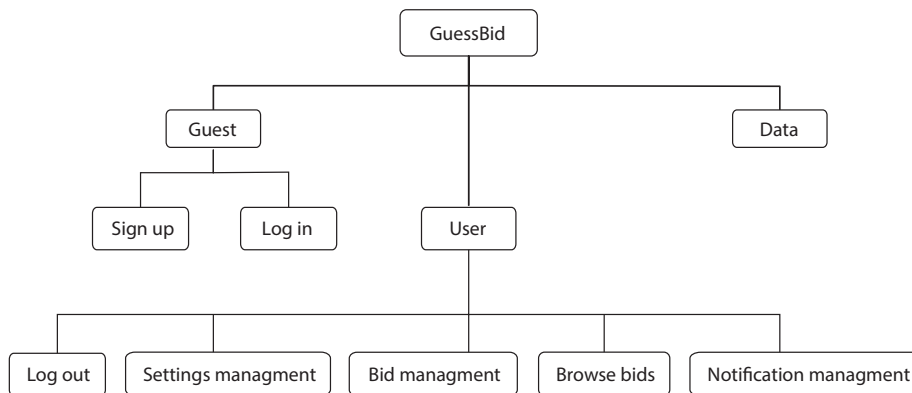 GuessBid
Guest
Data
Sign up
Log in
User
Log out
Settings managment
Bid managment
Browse bids
Notification managment